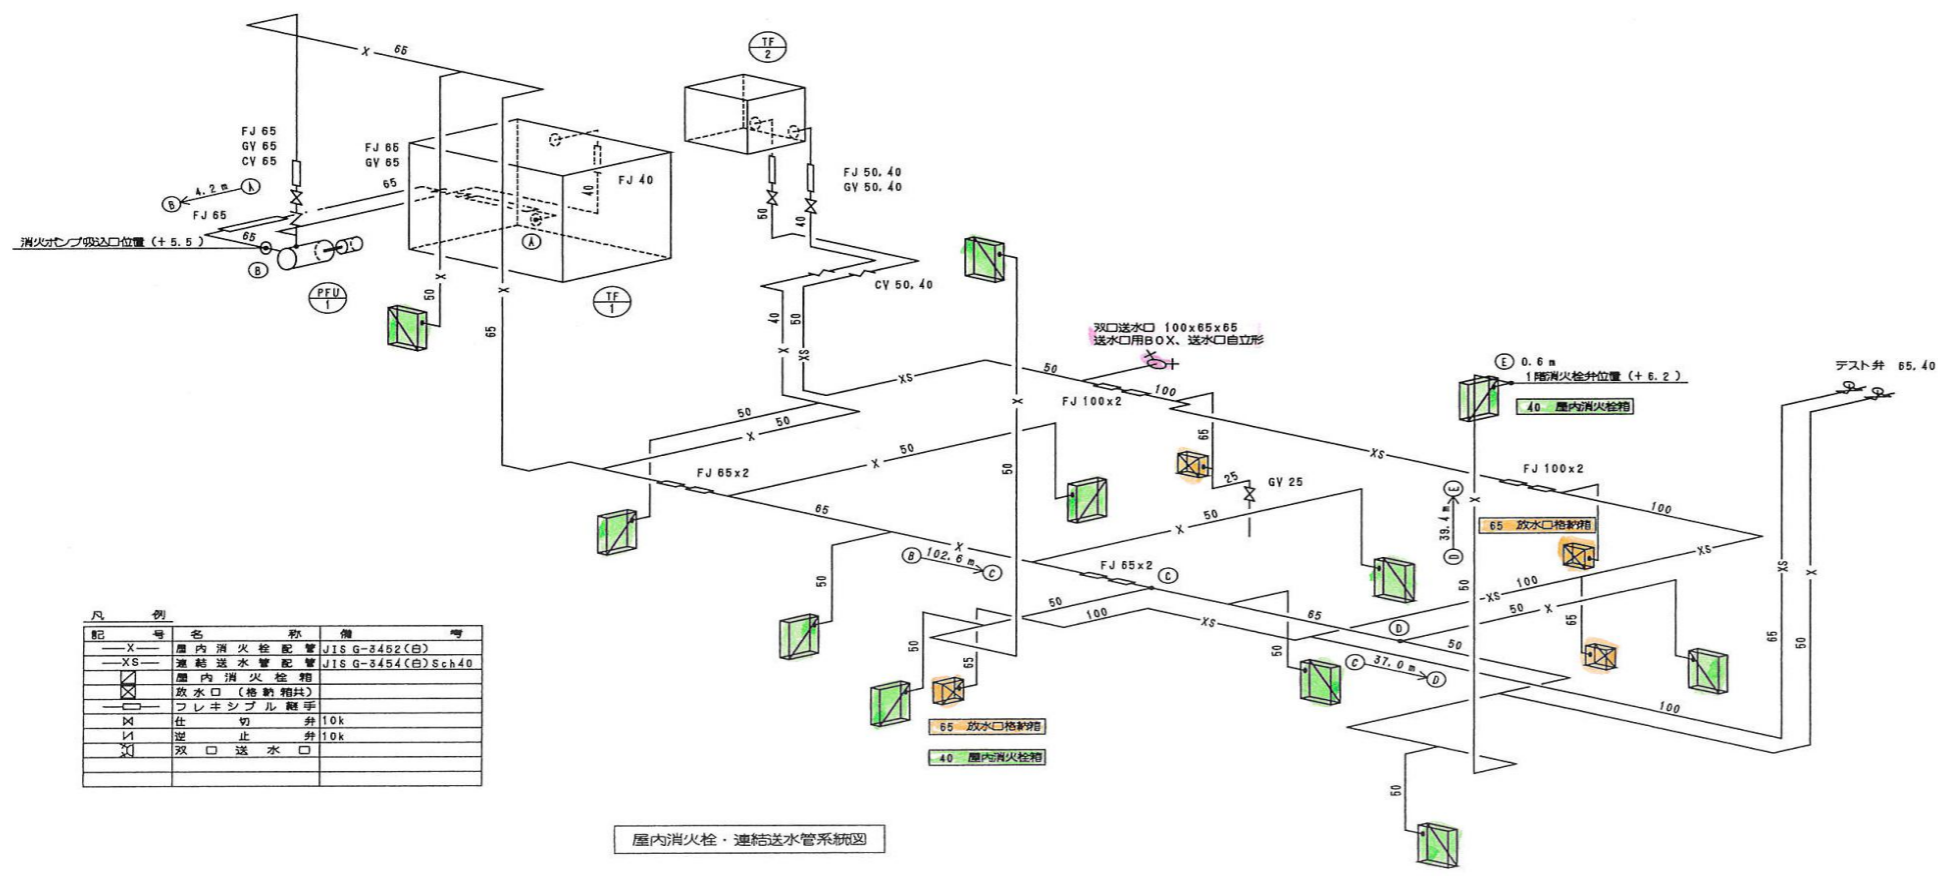 65
X
TF
2
FJ 65
GV 65
CV 65
FJ 65
GV 65
65
FJ 40
40
4.2 m
A
B
FJ 65
65
消火ポンプ吸込口位置 (+5.5)
B
A
PFU
1
TF
1
FJ 50.40
GV 50.40
50
40
CV 50.40
50
X
65
X
40
50
X
XS
XS
50
双口送水口 100x65x65
送水口用BOX、送水口自立形
FJ 100x2
100
65
25
GV 25
XS
E
0.6 m
1階消火栓弁位置 (+6.2)
40 屋内消火栓箱
テスト弁 65.40
FJ 100x2
100
65 放水口格納箱
XS
50
X
50
FJ 65x2
X
50
X
50
65
X
50
B
102.6 m
C
X
FJ 65x2
C
E
39.4 m
D
X
50
100
XS
50
X
65
XS
65
X
50
50
50
100
XS
65
D
50
C
37.0 m
D
50
50
65
50
100
65 放水口格納箱
40 屋内消火栓箱
50
凡 例
記 号 名 称 備 考
X 屋内消火栓配管 JIS G-3452(白)
XS 連結送水管配管 JIS G-3454(白)Sch40
屋内消火栓箱
放水口(格納箱共)
フレキシブル継手
仕切弁 10k
逆止弁 10k
双口送水口
屋内消火栓・連結送水管系統図